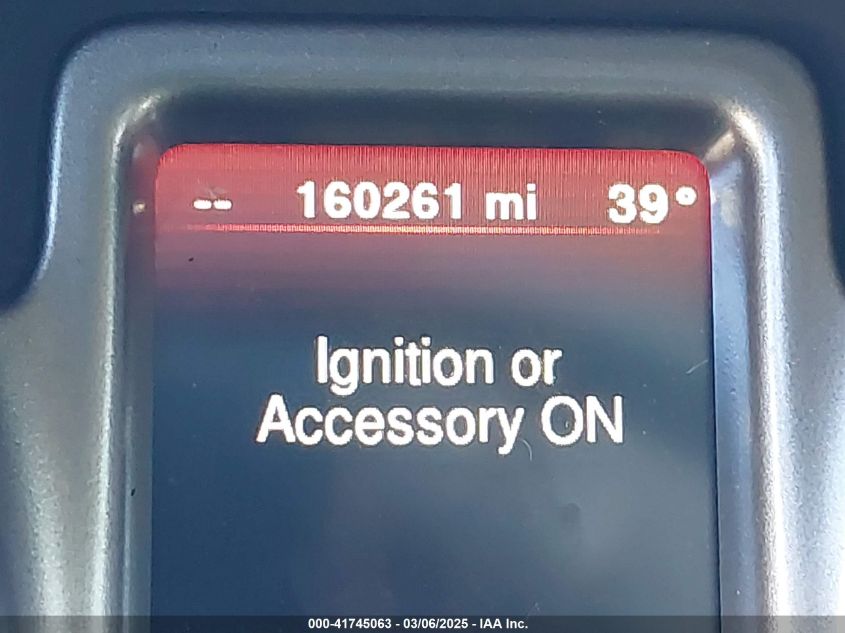 -- 160261 mi 39°
Ignition or
Accessory ON
000-41745063 - 03/06/2025 - IAA Inc.